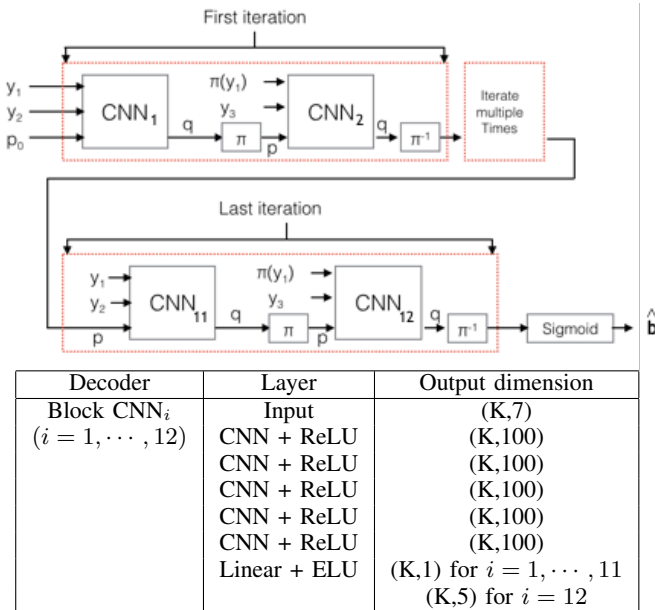 First iteration
y₁
y₂
p₀
CNN₁
q
π
p
π(y₁)
y₃
CNN₂
q
π⁻¹
Iterate
multiple
Times
Last iteration
y₁
y₂
p
CNN₁₁
q
π
p
π(y₁)
y₃
CNN₁₂
q
π⁻¹
Sigmoid
b̂
Decoder Layer Output dimension
Block CNNᵢ Input (K,7)
(i = 1, ⋯ , 12) CNN + ReLU (K,100)
CNN + ReLU (K,100)
CNN + ReLU (K,100)
CNN + ReLU (K,100)
CNN + ReLU (K,100)
Linear + ELU (K,1) for i = 1, ⋯ , 11
(K,5) for i = 12